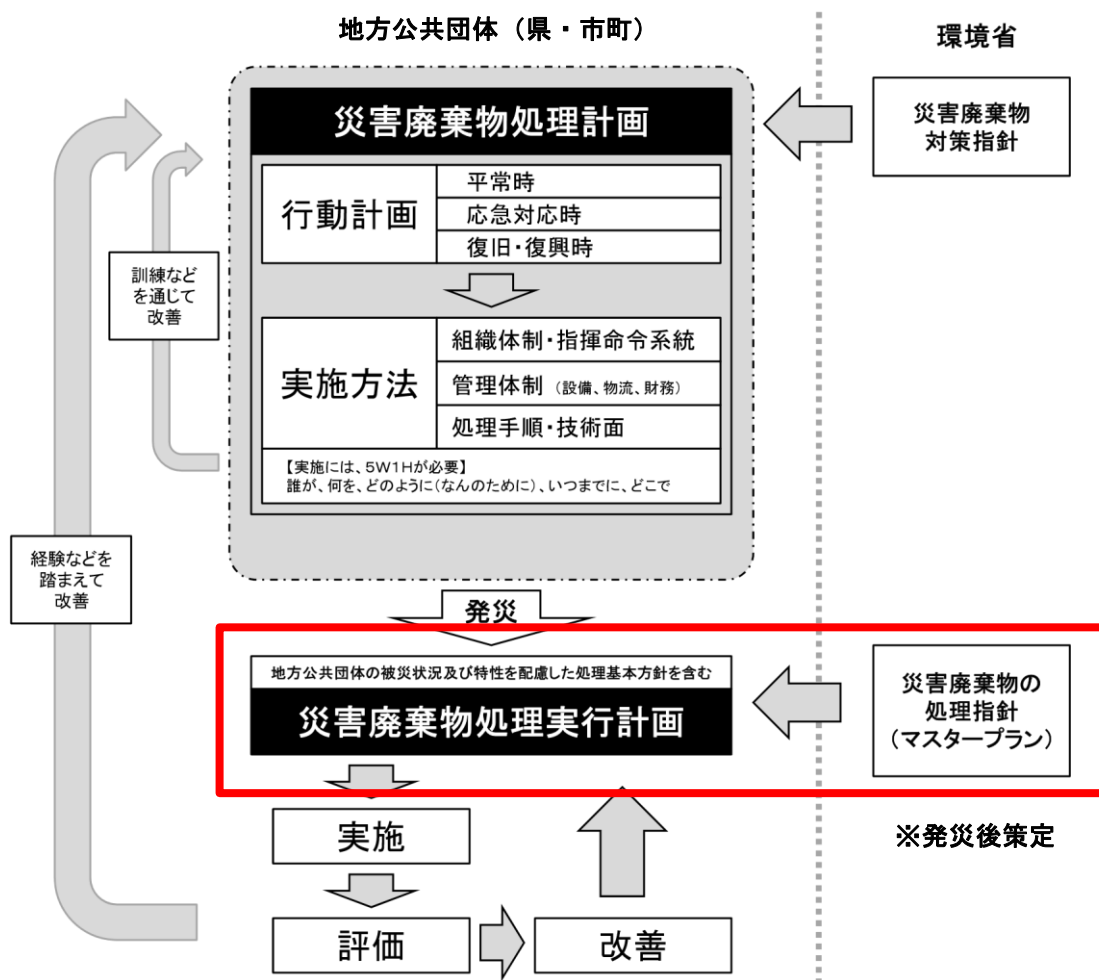 地方公共団体（県・市町）
環境省
災害廃棄物処理計画
災害廃棄物
対策指針
行動計画
平常時
応急対応時
復旧・復興時
訓練など
を通じて
改善
実施方法
組織体制・指揮命令系統
管理体制（設備、物流、財務）
処理手順・技術面
【実施には、5W1Hが必要】
誰が、何を、どのように(なんのために)、いつまでに、どこで
経験などを
踏まえて
改善
発災
地方公共団体の被災状況及び特性を配慮した処理基本方針を含む
災害廃棄物処理実行計画
災害廃棄物の
処理指針
（マスタープラン）
※発災後策定
実施
評価
改善